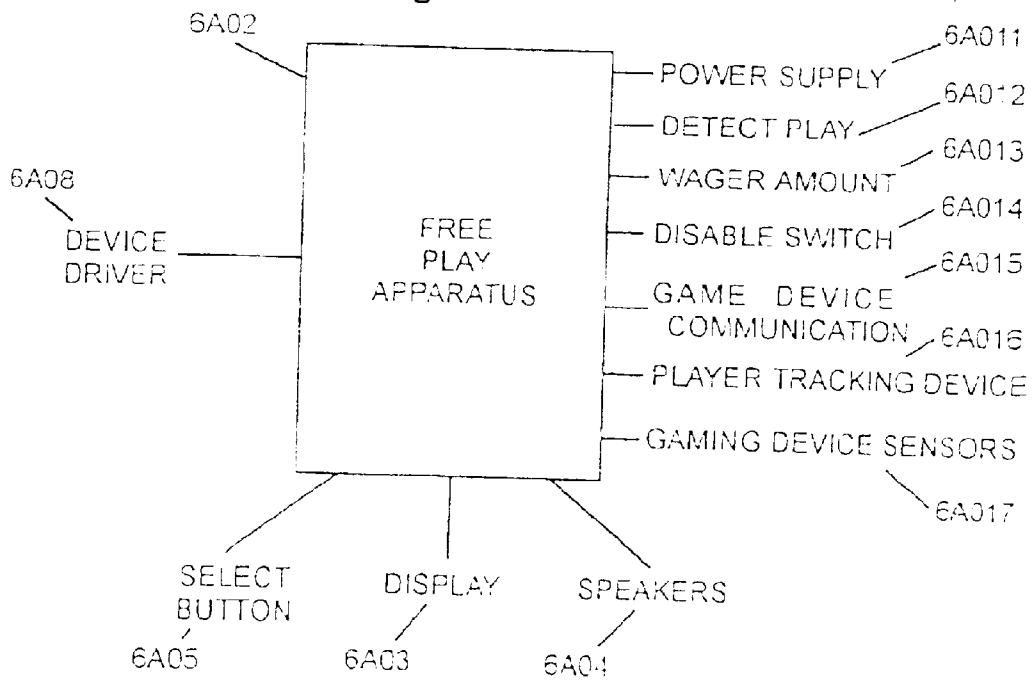 6A02
6A011
POWER SUPPLY
6A012
DETECT PLAY
6A013
WAGER AMOUNT
6A014
DISABLE SWITCH
6A015
GAME DEVICE
COMMUNICATION
6A016
PLAYER TRACKING DEVICE
GAMING DEVICE SENSORS
6A017
6A08
DEVICE
DRIVER
FREE
PLAY
APPARATUS
SELECT
BUTTON
6A05
DISPLAY
6A03
SPEAKERS
6A04